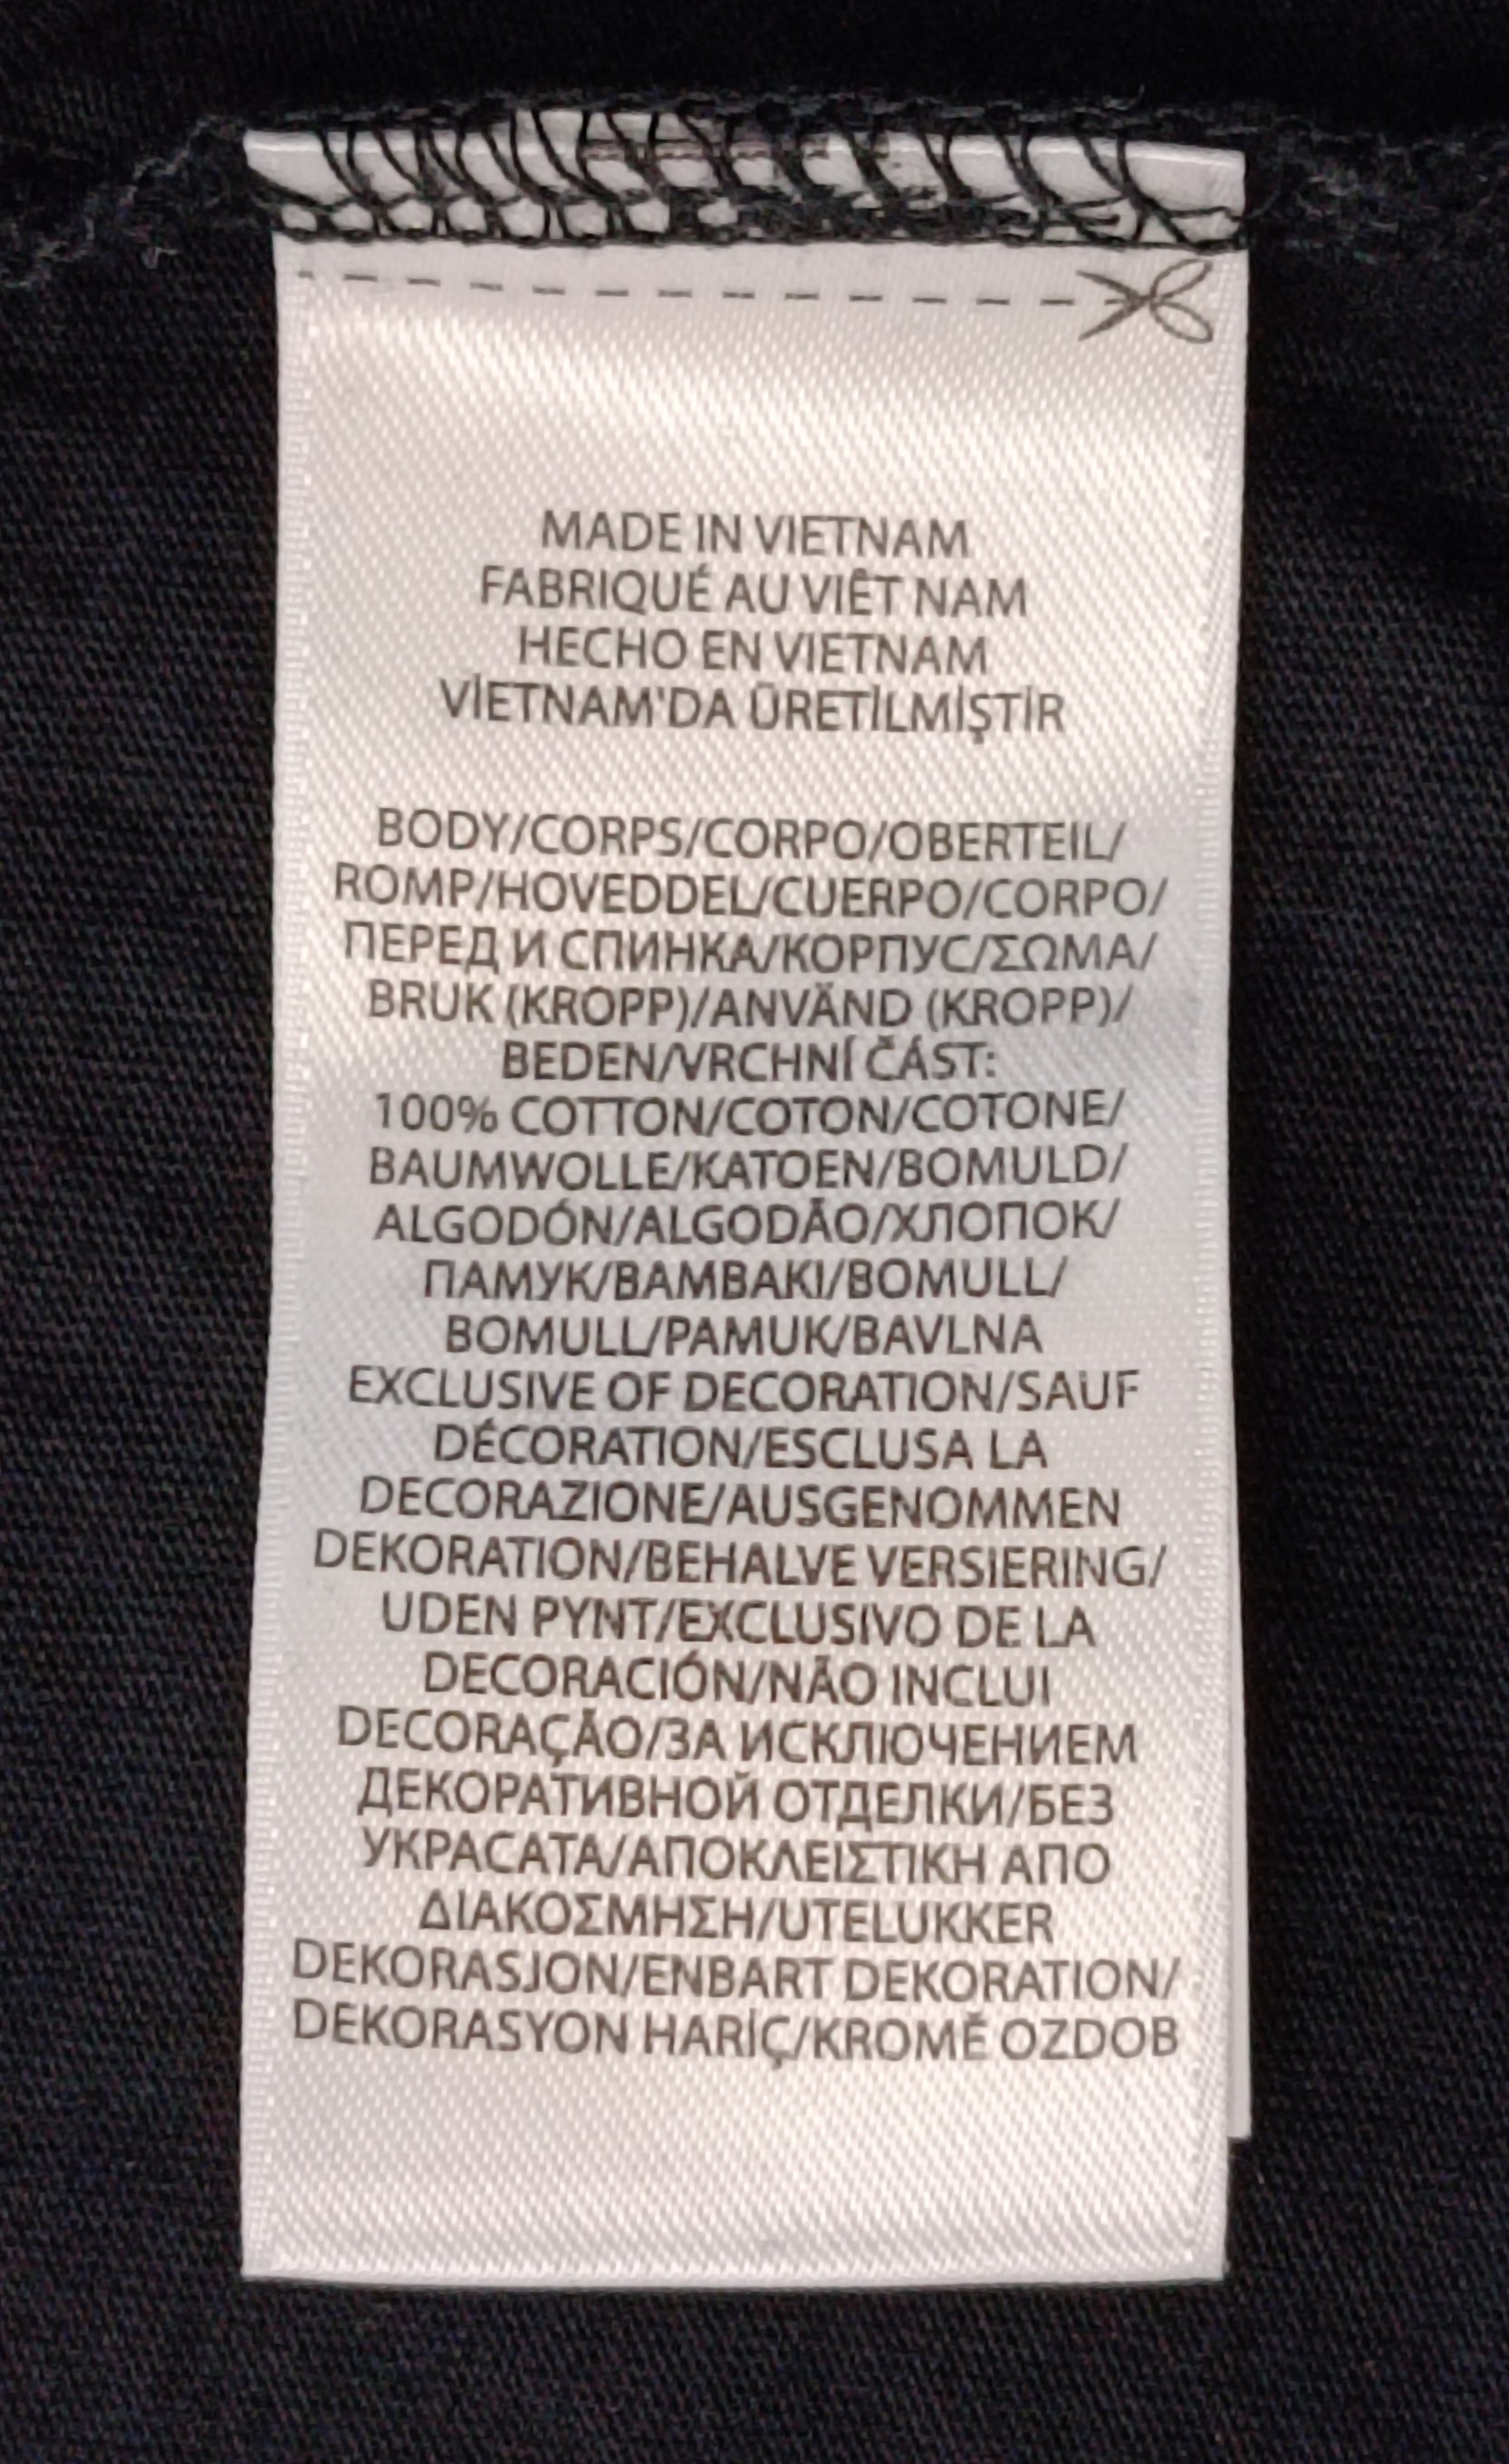 MADE IN VIETNAM
FABRIQUÉ AU VIÊT NAM
HECHO EN VIETNAM
VİETNAM'DA ÜRETİLMİŞTİR
BODY/CORPS/CORPO/OBERTEIL/
ROMP/HOVEDDEL/CUERPO/CORPO/
ПЕРЕД И СПИНКА/КОРПУС/ΣΩΜΑ/
BRUK (KROPP)/ANVÄND (KROPP)/
BEDEN/VRCHNÍ ČÁST:
100% COTTON/COTON/COTONE/
BAUMWOLLE/KATOEN/BOMULD/
ALGODÓN/ALGODÃO/ХЛОПОК/
ПАМУК/ΒΑΜΒΑΚΙ/BOMULL/
BOMULL/PAMUK/BAVLNA
EXCLUSIVE OF DECORATION/SAUF
DÉCORATION/ESCLUSA LA
DECORAZIONE/AUSGENOMMEN
DEKORATION/BEHALVE VERSIERING/
UDEN PYNT/EXCLUSIVO DE LA
DECORACIÓN/NÃO INCLUI
DECORAÇÃO/ЗА ИСКЛЮЧЕНИЕМ
ДЕКОРАТИВНОЙ ОТДЕЛКИ/БЕЗ
УКРАСАТА/ΑΠΟΚΛΕΙΣΤΙΚΗ ΑΠΟ
ΔΙΑΚΟΣΜΗΣΗ/UTELUKKER
DEKORASJON/ENBART DEKORATION/
DEKORASYON HARİÇ/KROMĚ OZDOB